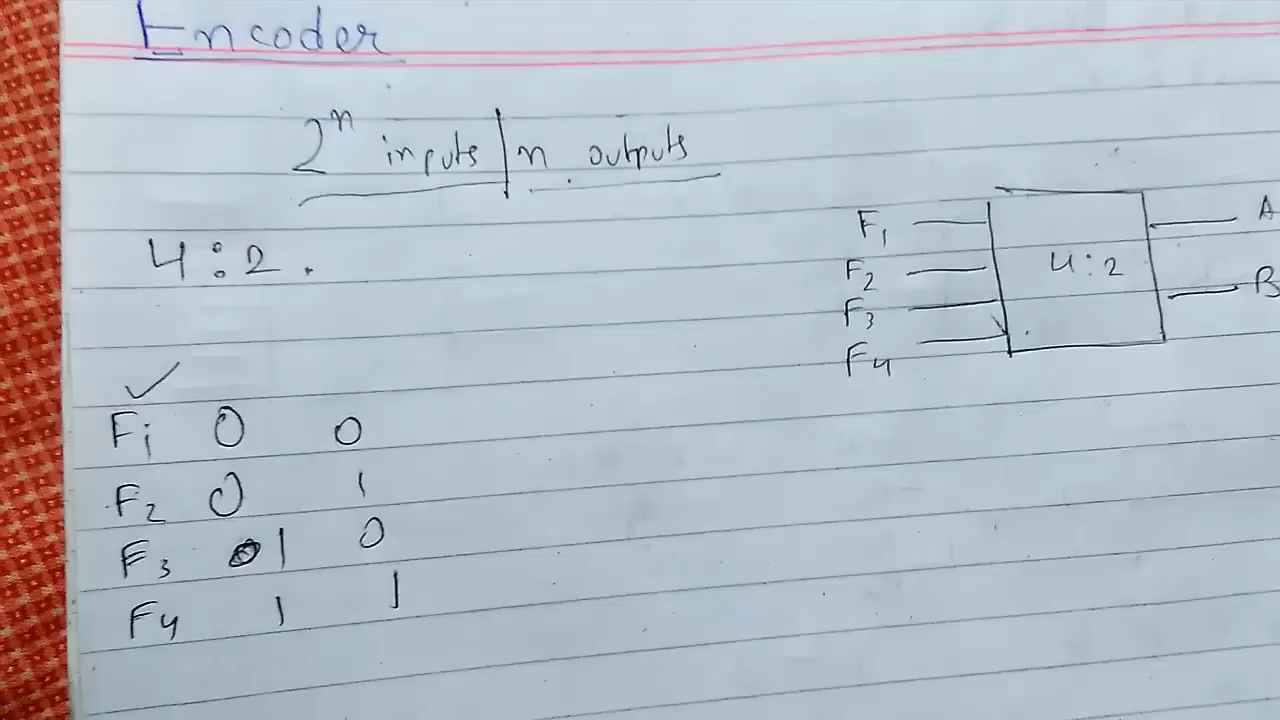 Encoder
2^n inputs | n outputs
4:2.
F1 A
F2 4:2
F3 B
F4
✓
F1 0 0
F2 0 1
F3 1 0
F4 1 1